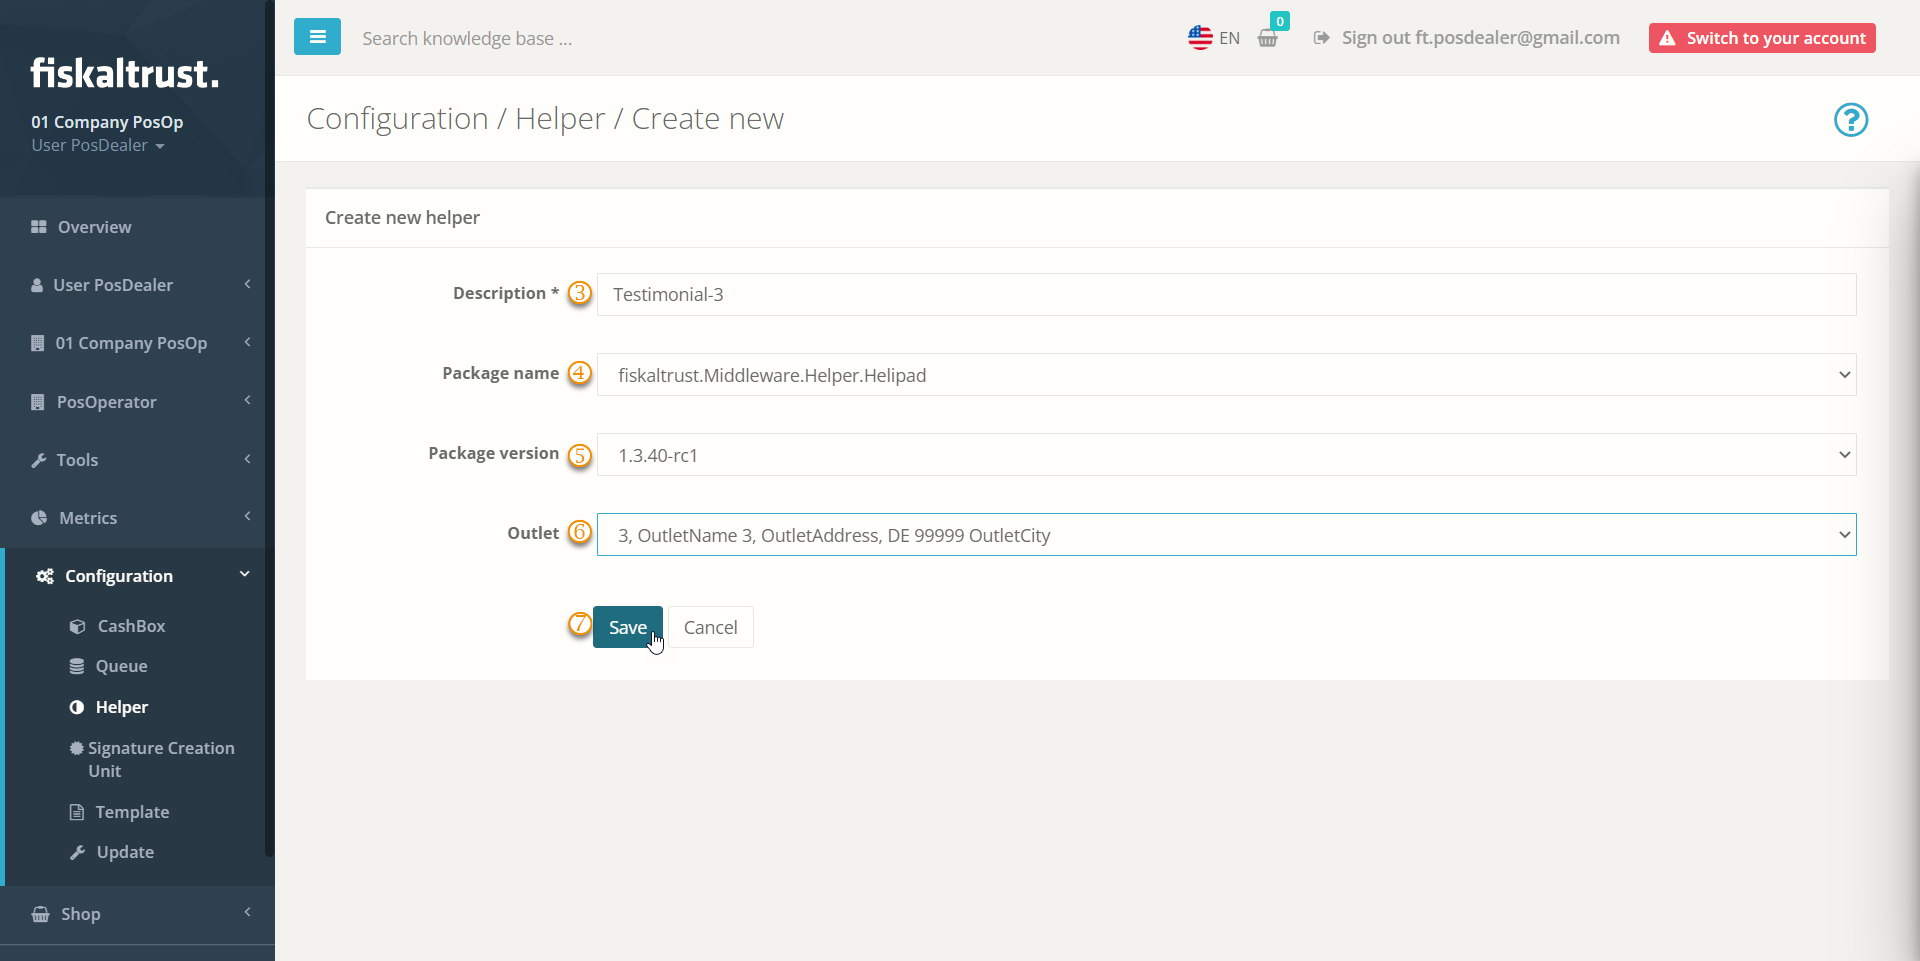 fiskaltrust.
01 Company PosOp
User PosDealer
Overview
User PosDealer
01 Company PosOp
PosOperator
Tools
Metrics
Configuration
CashBox
Queue
Helper
Signature Creation
Unit
Template
Update
Shop
Search knowledge base ...
EN
0
Sign out ft.posdealer@gmail.com
Switch to your account
Configuration / Helper / Create new
?
Create new helper
Description * 3 Testimonial-3
Package name 4 fiskaltrust.Middleware.Helper.Helipad
Package version 5 1.3.40-rc1
Outlet 6 3, OutletName 3, OutletAddress, DE 99999 OutletCity
7 Save Cancel